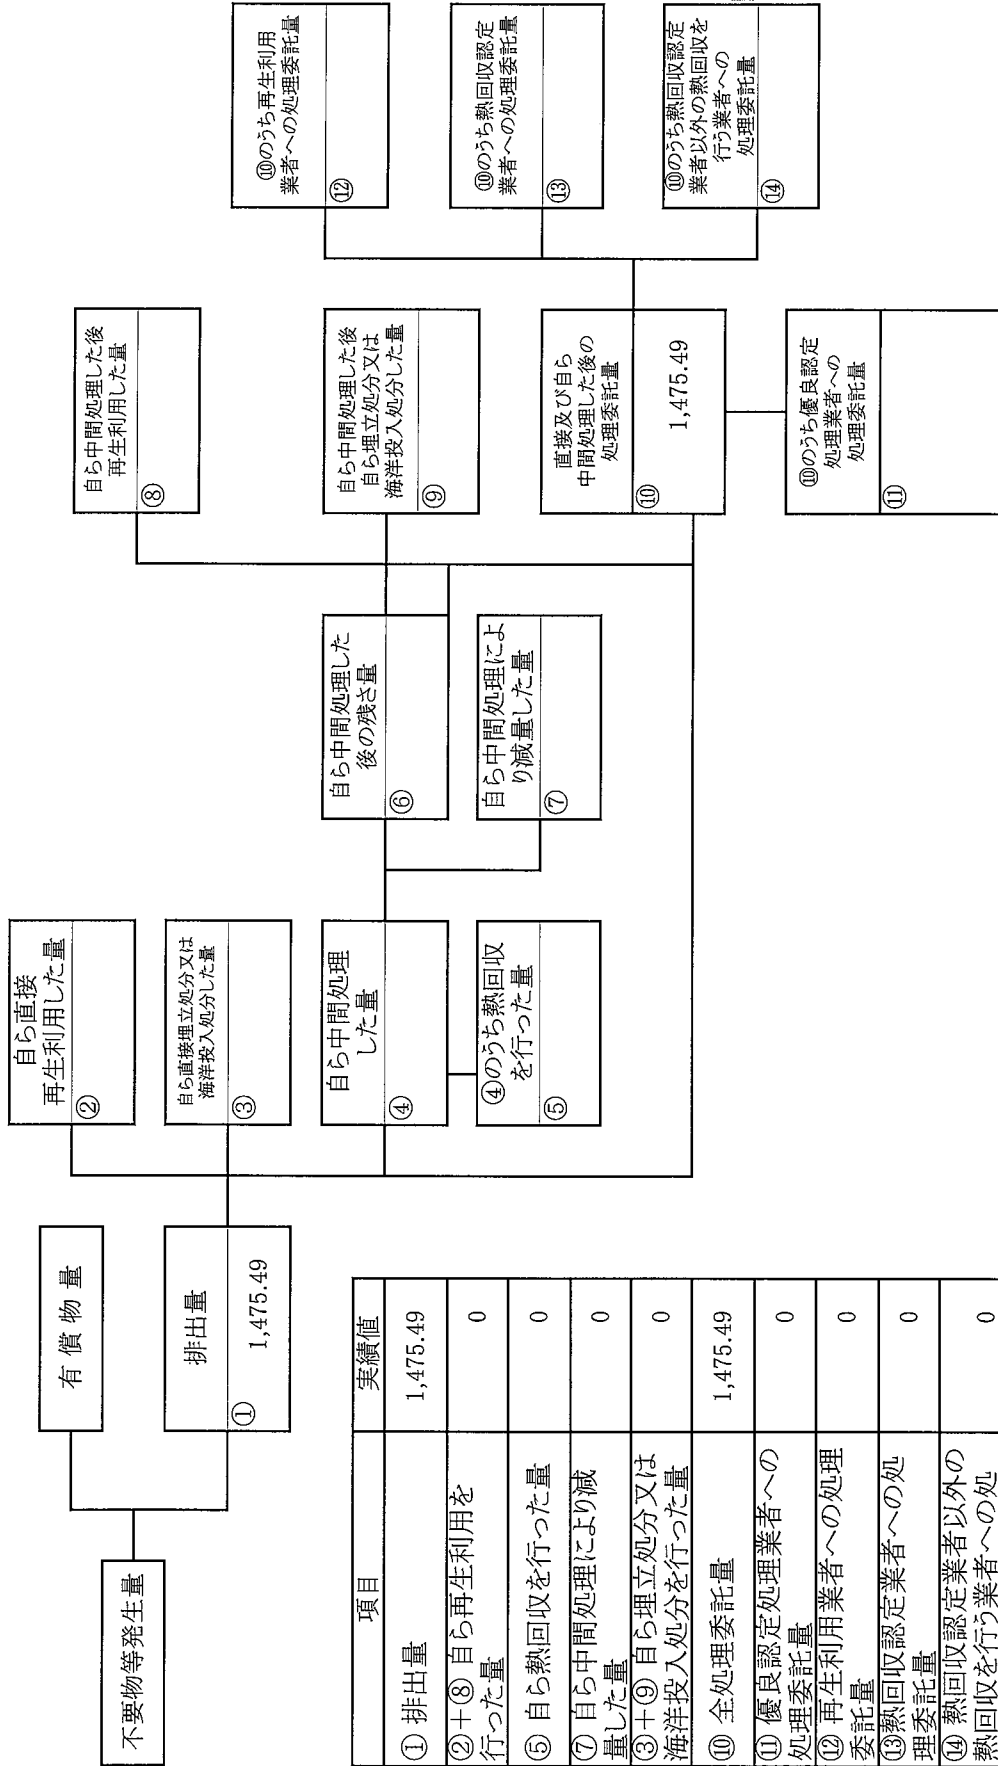 不要物等発生量
有償物量
排出量
①
1,475.49
自ら直接
再生利用した量
②
自ら直接埋立処分又は
海洋投入処分した量
③
自ら中間処理
した量
④
④のうち熱回収
を行った量
⑤
自ら中間処理した
後の残さ量
⑥
自ら中間処理によ
り減量した量
⑦
自ら中間処理した後
再生利用した量
⑧
自ら中間処理した後
自ら埋立処分又は
海洋投入処分した量
⑨
直接及び自ら
中間処理した後の
処理委託量
⑩
1,475.49
⑩のうち優良認定
処理業者への
処理委託量
⑪
⑩のうち再生利用
業者への処理委託量
⑫
⑩のうち熱回収認定
業者への処理委託量
⑬
⑩のうち熱回収認定
業者以外の熱回収を
行う業者への
処理委託量
⑭
項目 実績値
①排出量 1,475.49
②+⑧ 自ら再生利用を
行った量 0
⑤ 自ら熱回収を行った量 0
⑦ 自ら中間処理により減
量した量 0
③+⑨ 自ら埋立処分又は
海洋投入処分を行った量 0
⑩ 全処理委託量 1,475.49
⑪ 優良認定処理業者への
処理委託量 0
⑫ 再生利用業者への処理
委託量 0
⑬熱回収認定業者への処
理委託量 0
⑭ 熱回収認定業者以外の
熱回収を行う業者への処 0